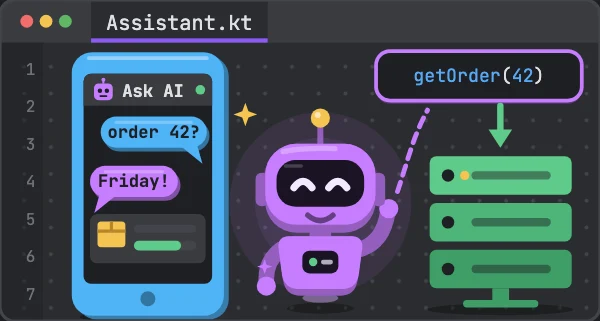 Assistant.kt
1
2
3
4
5
6
7
Ask AI
order 42?
Friday!
getOrder(42)